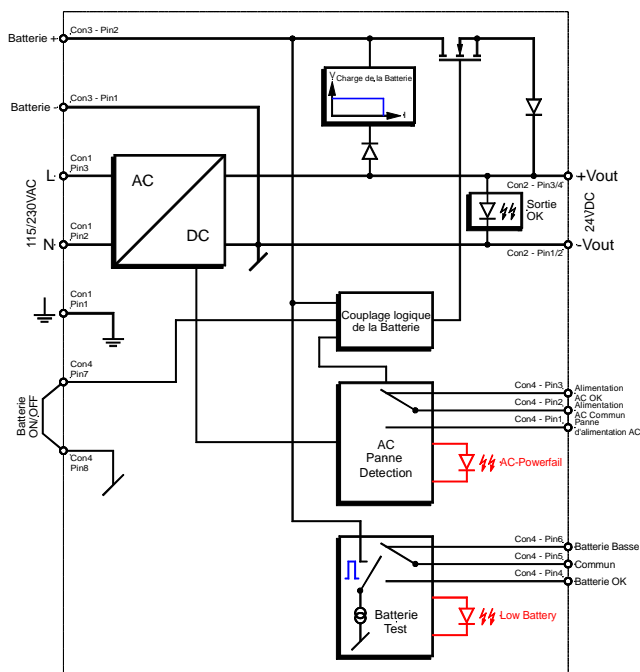 Con3 - Pin2
Batterie +
V
Charge de la Batterie
t
Con3 - Pin1
Batterie -
Con1
Pin3
L
AC
DC
115/230VAC
Con1
Pin2
N
+Vout
Con2 - Pin3/4
Sortie
OK
24VDC
-Vout
Con2 - Pin1/2
Con1
Pin1
Couplage logique
de la Batterie
Con4
Pin7
Batterie
ON/OFF
Con4
Pin8
Con4 - Pin3
Alimentation
AC OK
Con4 - Pin2
Alimentation
AC Commun
Con4 - Pin1
Panne
d'alimentation AC
AC
Panne
Detection
AC-Powerfail
Con4 - Pin6
Batterie Basse
Con4 - Pin5
Commun
Con4 - Pin4
Batterie OK
Batterie
Test
Low Battery